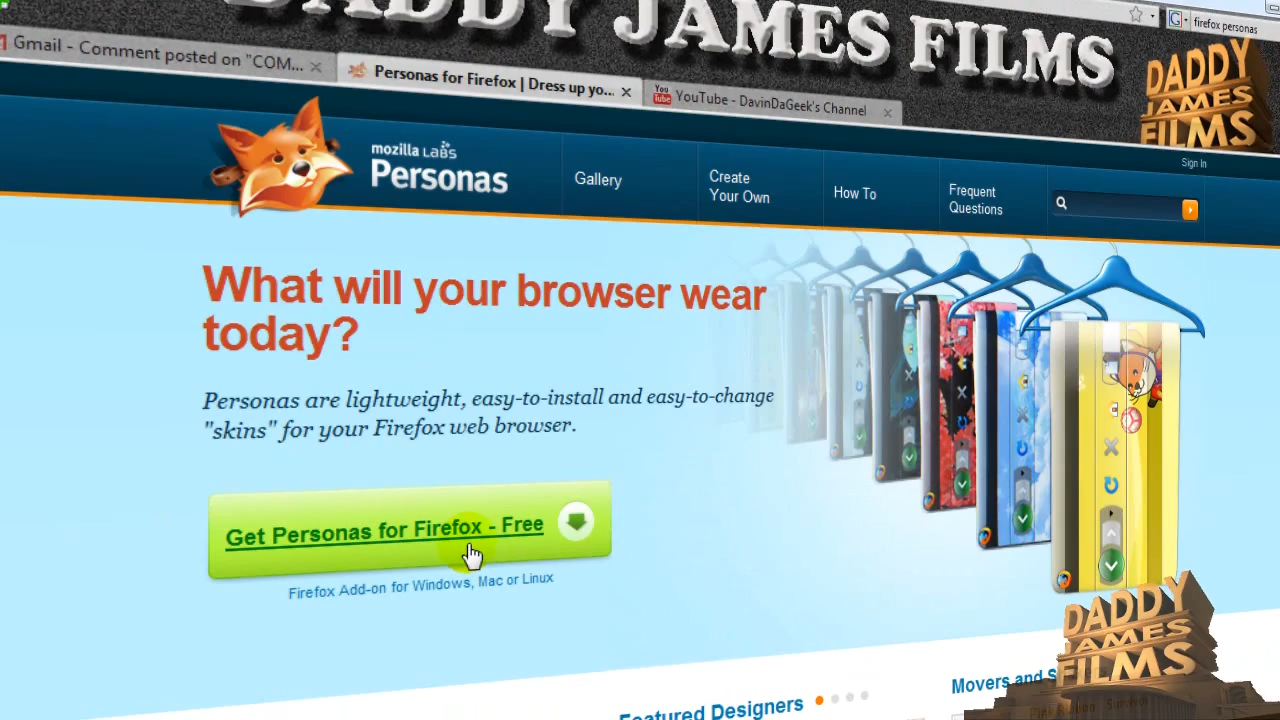 DADDY JAMES FILMS
firefox personas
DADDY
JAMES
FILMS
Gmail - Comment posted on "COM...
Personas for Firefox | Dress up yo...
You
Tube
YouTube - DavinDaGeek's Channel
Sign In
mozilla LABS
Personas
Gallery
Create
Your Own
How To
Frequent
Questions
What will your browser wear
today?
Personas are lightweight, easy-to-install and easy-to-change
"skins" for your Firefox web browser.
Get Personas for Firefox - Free
Firefox Add-on for Windows, Mac or Linux
Featured Designers
Movers and S
DADDY
JAMES
FILMS